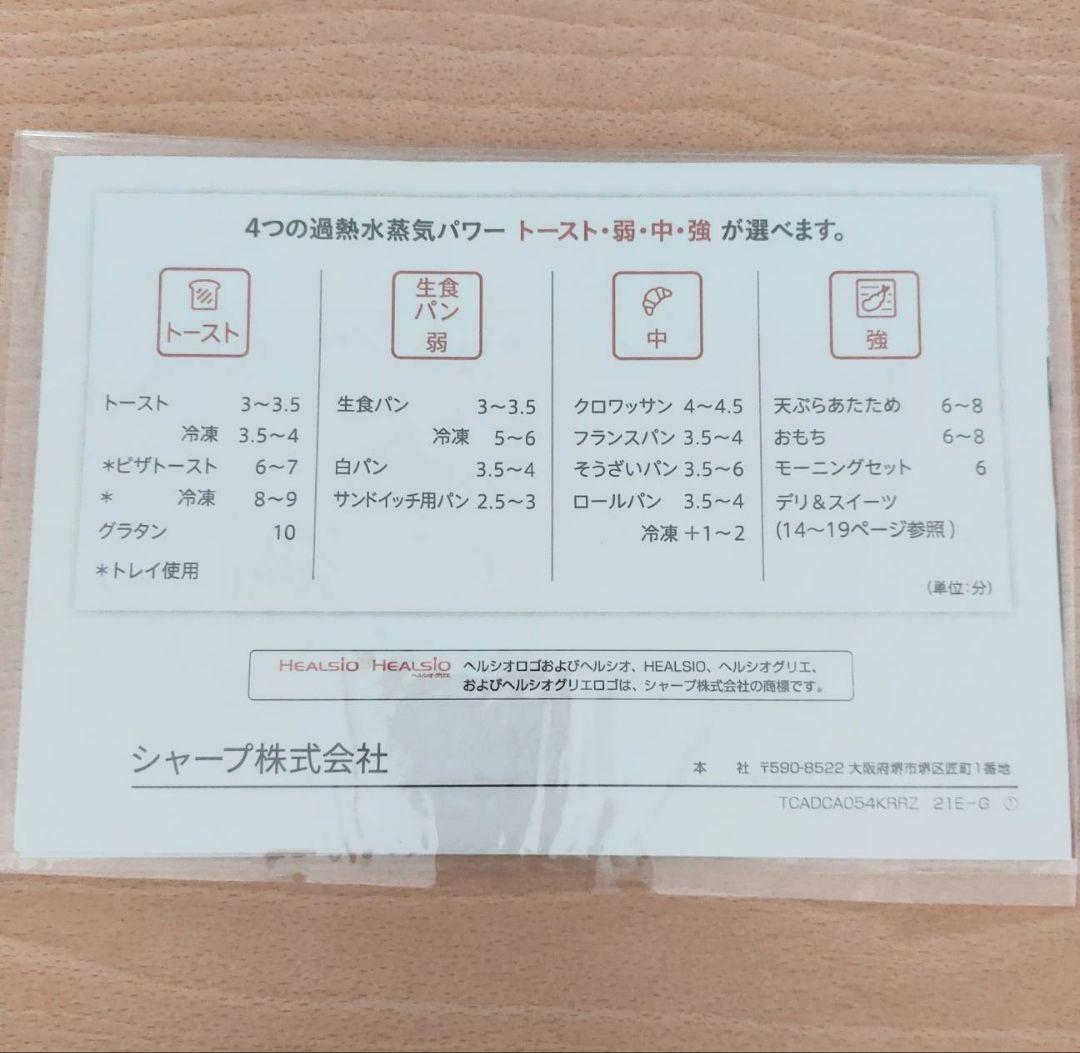 4つの過熱水蒸気パワー トースト・弱・中・強 が選べます。
トースト
トースト 3〜3.5
冷凍 3.5〜4
*ピザトースト 6〜7
* 冷凍 8〜9
グラタン 10
*トレイ使用
生食
パン
弱
生食パン 3〜3.5
冷凍 5〜6
白パン 3.5〜4
サンドイッチ用パン 2.5〜3
中
クロワッサン 4〜4.5
フランスパン 3.5〜4
そうざいパン 3.5〜6
ロールパン 3.5〜4
冷凍 +1〜2
強
天ぷらあたため 6〜8
おもち 6〜8
モーニングセット 6
デリ&スイーツ
(14〜19ページ参照)
(単位:分)
HEALSIO HEALSIO ヘルシオロゴおよびヘルシオ、HEALSIO、ヘルシオグリエ、
ヘルシオグリエ
およびヘルシオグリエロゴは、シャープ株式会社の商標です。
シャープ株式会社
本 社 〒590-8522 大阪府堺市堺区匠町1番地
TCADCA054KRRZ 21E-G ①